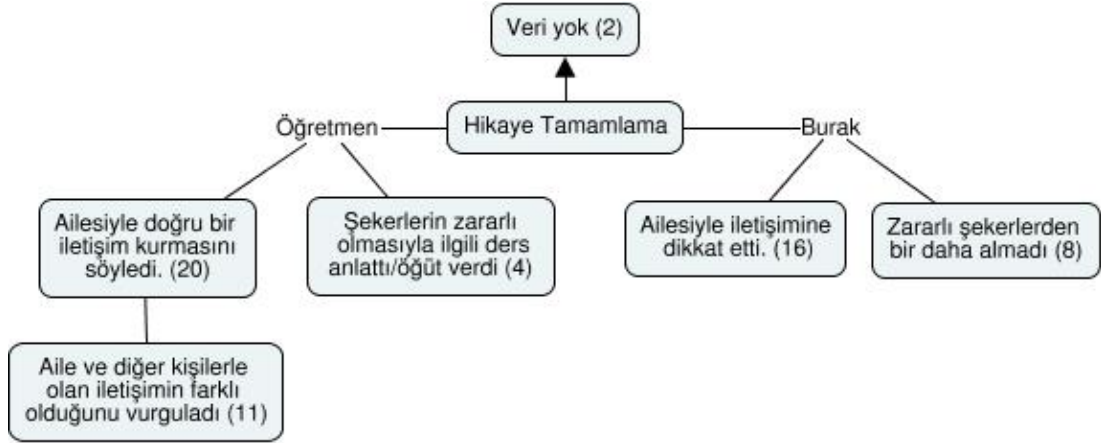 Veri yok (2)
Öğretmen
Hikaye Tamamlama
Burak
Ailesiyle doğru bir
iletişim kurmasını
söyledi. (20)
Şekerlerin zararlı
olmasıyla ilgili ders
anlattı/öğüt verdi (4)
Ailesiyle iletişimine
dikkat etti. (16)
Zararlı şekerlerden
bir daha almadı (8)
Aile ve diğer kişilerle
olan iletişimin farklı
olduğunu vurguladı (11)